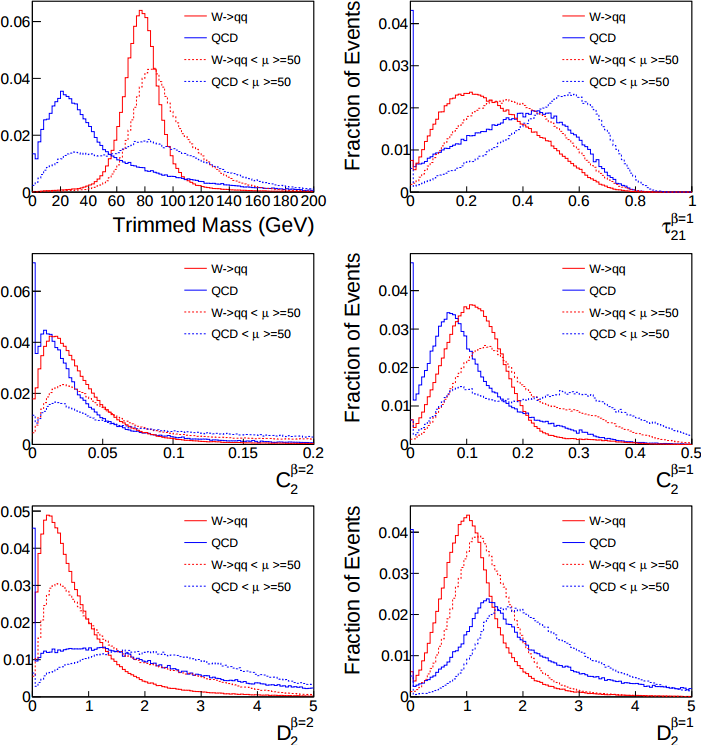 0.06
0.04
0.02
0
0 20 40 60 80 100 120 140 160 180 200
Trimmed Mass (GeV)
W->qq
QCD
W->qq < μ >=50
QCD < μ >=50
Fraction of Events
0.04
0.03
0.02
0.01
0
0 0.2 0.4 0.6 0.8 1
τ21^β=1
W->qq
QCD
W->qq < μ >=50
QCD < μ >=50
0.06
0.04
0.02
0
0 0.05 0.1 0.15 0.2
C2^β=2
W->qq
QCD
W->qq < μ >=50
QCD < μ >=50
Fraction of Events
0.04
0.03
0.02
0.01
0
0 0.1 0.2 0.3 0.4 0.5
C2^β=1
W->qq
QCD
W->qq < μ >=50
QCD < μ >=50
0.05
0.04
0.03
0.02
0.01
0
0 1 2 3 4 5
D2^β=2
W->qq
QCD
W->qq < μ >=50
QCD < μ >=50
Fraction of Events
0.04
0.03
0.02
0.01
0
0 1 2 3 4 5
D2^β=1
W->qq
QCD
W->qq < μ >=50
QCD < μ >=50